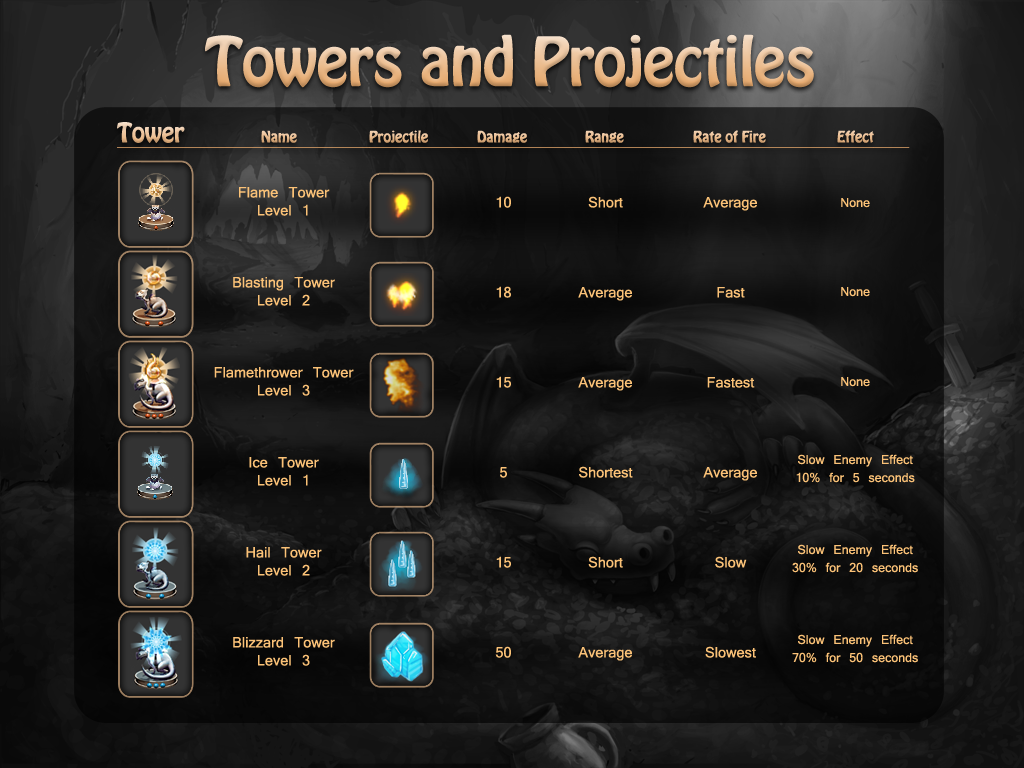 Towers and Projectiles
Tower Name Projectile Damage Range Rate of Fire Effect
Flame Tower
Level 1
10 Short Average None
Blasting Tower
Level 2
18 Average Fast None
Flamethrower Tower
Level 3
15 Average Fastest None
Ice Tower
Level 1
5 Shortest Average
Slow Enemy Effect
10% for 5 seconds
Hail Tower
Level 2
15 Short Slow
Slow Enemy Effect
30% for 20 seconds
Blizzard Tower
Level 3
50 Average Slowest
Slow Enemy Effect
70% for 50 seconds